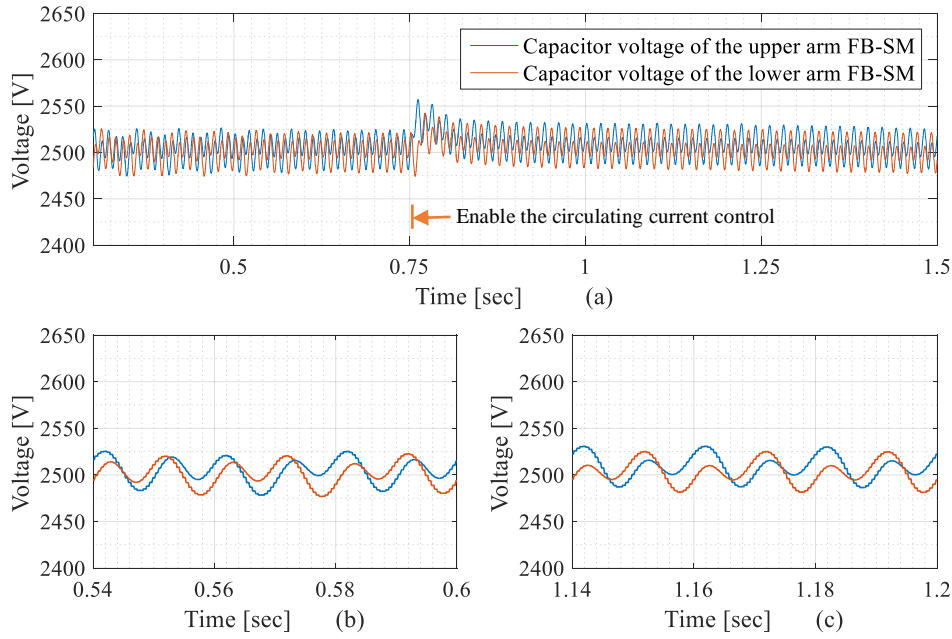 2650
2600
2550
2500
2450
2400
Voltage [V]
Capacitor voltage of the upper arm FB-SM
Capacitor voltage of the lower arm FB-SM
Enable the circulating current control
0.5 0.75 1 1.25 1.5
Time [sec] (a)
2650
2600
2550
2500
2450
2400
Voltage [V]
0.54 0.56 0.58 0.6
Time [sec] (b)
2650
2600
2550
2500
2450
2400
Voltage [V]
1.14 1.16 1.18 1.2
Time [sec] (c)